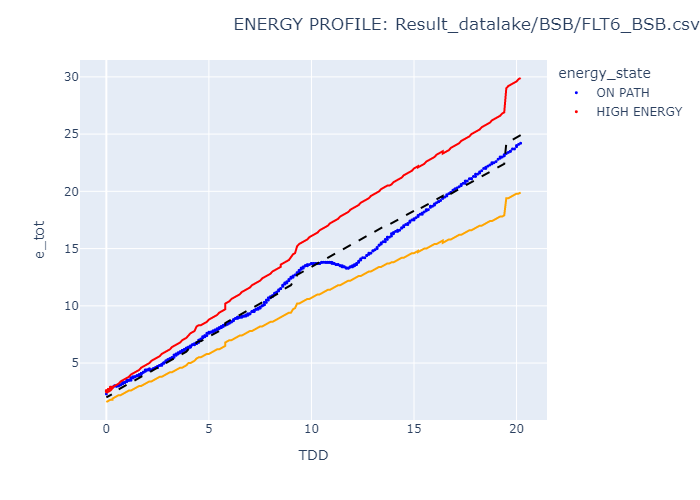 ENERGY PROFILE: Result_datalake/BSB/FLT6_BSB.csv
energy_state
ON PATH
HIGH ENERGY
e_tot
30
25
20
15
10
5
0
5
10
15
20
TDD